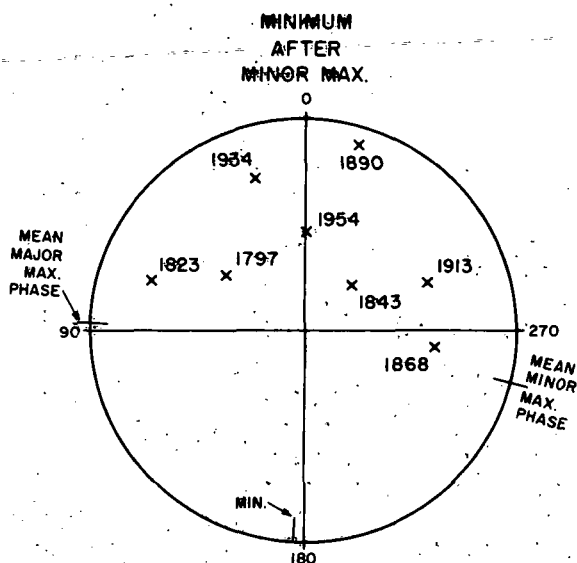 MINIMUM
AFTER
MINOR MAX.
0
1934
1890
1954
MEAN
MAJOR
MAX.
PHASE
1823
1797
1913
1843
90
270
1868
MEAN
MINOR
MAX.
PHASE
MIN.
180